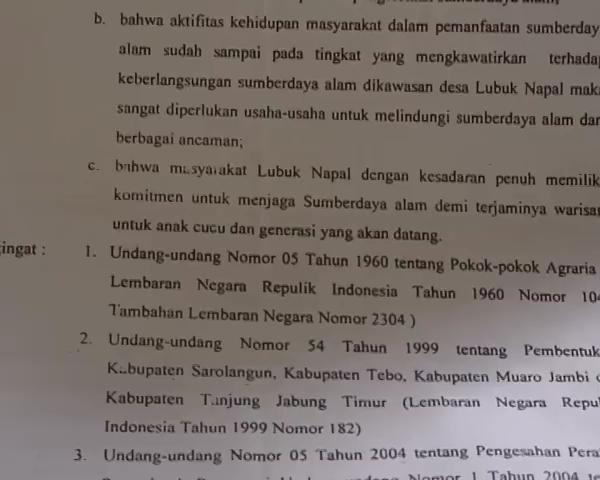 b. bahwa aktifitas kehidupan masyarakat dalam pemanfaatan sumberday
alam sudah sampai pada tingkat yang mengkawatirkan terhada
keberlangsungan sumberdaya alam dikawasan desa Lubuk Napal mak
sangat diperlukan usaha-usaha untuk melindungi sumberdaya alam dar
berbagai ancaman;
c. bahwa masyarakat Lubuk Napal dengan kesadaran penuh memilik
komitmen untuk menjaga Sumberdaya alam demi terjaminya warisa
untuk anak cucu dan generasi yang akan datang.
ingat : 1. Undang-undang Nomor 05 Tahun 1960 tentang Pokok-pokok Agraria
Lembaran Negara Repulik Indonesia Tahun 1960 Nomor 104
Tambahan Lembaran Negara Nomor 2304 )
2. Undang-undang Nomor 54 Tahun 1999 tentang Pembentuk
Kabupaten Sarolangun, Kabupaten Tebo, Kabupaten Muaro Jambi
Kabupaten Tanjung Jabung Timur (Lembaran Negara Repu
Indonesia Tahun 1999 Nomor 182)
3. Undang-undang Nomor 05 Tahun 2004 tentang Pengesahan Pera
Nomor 1 Tahun 2004 te